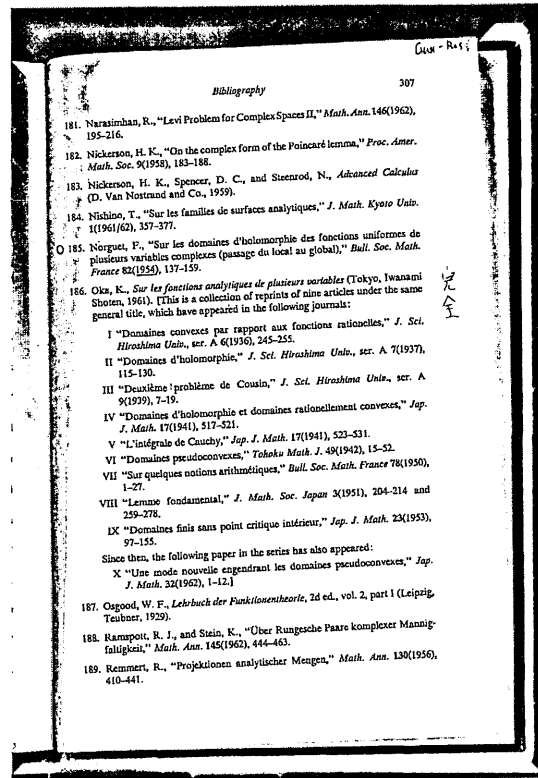 Gunn - Rossi
Bibliography 307
181. Narasimhan, R., “Levi Problem for Complex Spaces II,” Math. Ann. 146(1962),
195–216.
182. Nickerson, H. K., “On the complex form of the Poincaré lemma,” Proc. Amer.
Math. Soc. 9(1958), 183–188.
183. Nickerson, H. K., Spencer, D. C., and Steenrod, N., Advanced Calculus
(D. Van Nostrand and Co., 1959).
184. Nishino, T., “Sur les familles de surfaces analytiques,” J. Math. Kyoto Univ.
1(1961/62), 357–377.
185. Norguet, F., “Sur les domaines d'holomorphie des fonctions uniformes de
plusieurs variables complexes (passage du local au global),” Bull. Soc. Math.
France 82(1954), 137–159.
186. Oka, K., Sur les fonctions analytiques de plusieurs variables (Tokyo, Iwanami
Shoten, 1961). [This is a collection of reprints of nine articles under the same
general title, which have appeared in the following journals:
I “Domaines convexes par rapport aux fonctions rationelles,” J. Sci.
Hiroshima Univ., ser. A 6(1936), 245–255.
II “Domaines d'holomorphie,” J. Sci. Hiroshima Univ., ser. A 7(1937),
115–130.
III “Deuxième problème de Cousin,” J. Sci. Hiroshima Univ., ser. A
9(1939), 7–19.
IV “Domaines d'holomorphie et domaines rationellement convexes,” Jap.
J. Math. 17(1941), 517–521.
V “L'intégrale de Cauchy,” Jap. J. Math. 17(1941), 523–531.
VI “Domaines pseudoconvexes,” Tohoku Math. J. 49(1942), 15–52.
VII “Sur quelques notions arithmétiques,” Bull. Soc. Math. France 78(1950),
1–27.
VIII “Lemme fondamental,” J. Math. Soc. Japan 3(1951), 204–214 and
259–278.
IX “Domaines finis sans point critique intérieur,” Jap. J. Math. 23(1953),
97–155.
Since then, the following paper in the series has also appeared:
X “Une mode nouvelle engendrant les domaines pseudoconvexes,” Jap.
J. Math. 32(1962), 1–12.]
187. Osgood, W. F., Lehrbuch der Funktionentheorie, 2d ed., vol. 2, part I (Leipzig,
Teubner, 1929).
188. Ramspott, R. J., and Stein, K., “Über Rungesche Paare komplexer Mannig-
faltigkeit,” Math. Ann. 145(1962), 444–463.
189. Remmert, R., “Projektionen analytischer Mengen,” Math. Ann. 130(1956),
410–441.